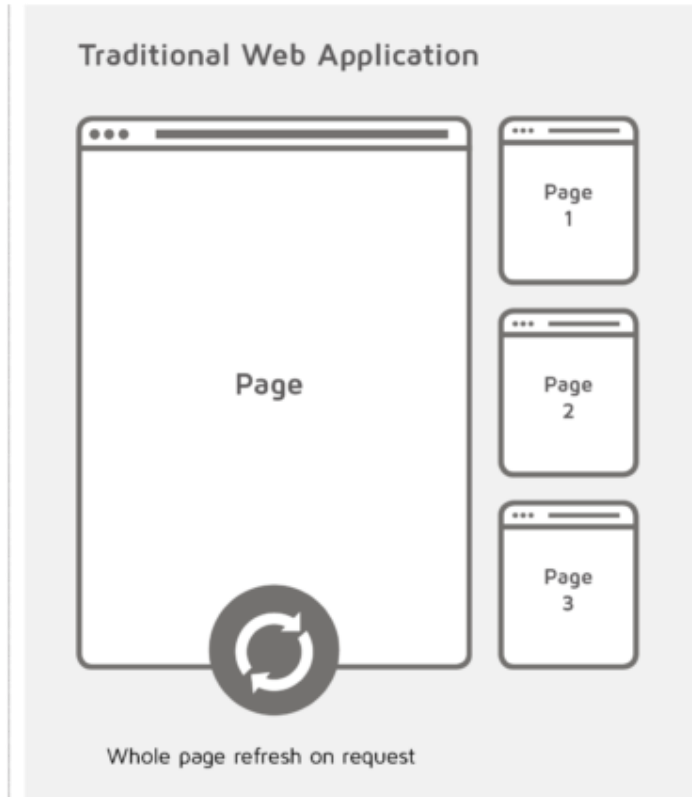 Traditional Web Application
Page
Page
1
Page
2
Page
3
Whole page refresh on request